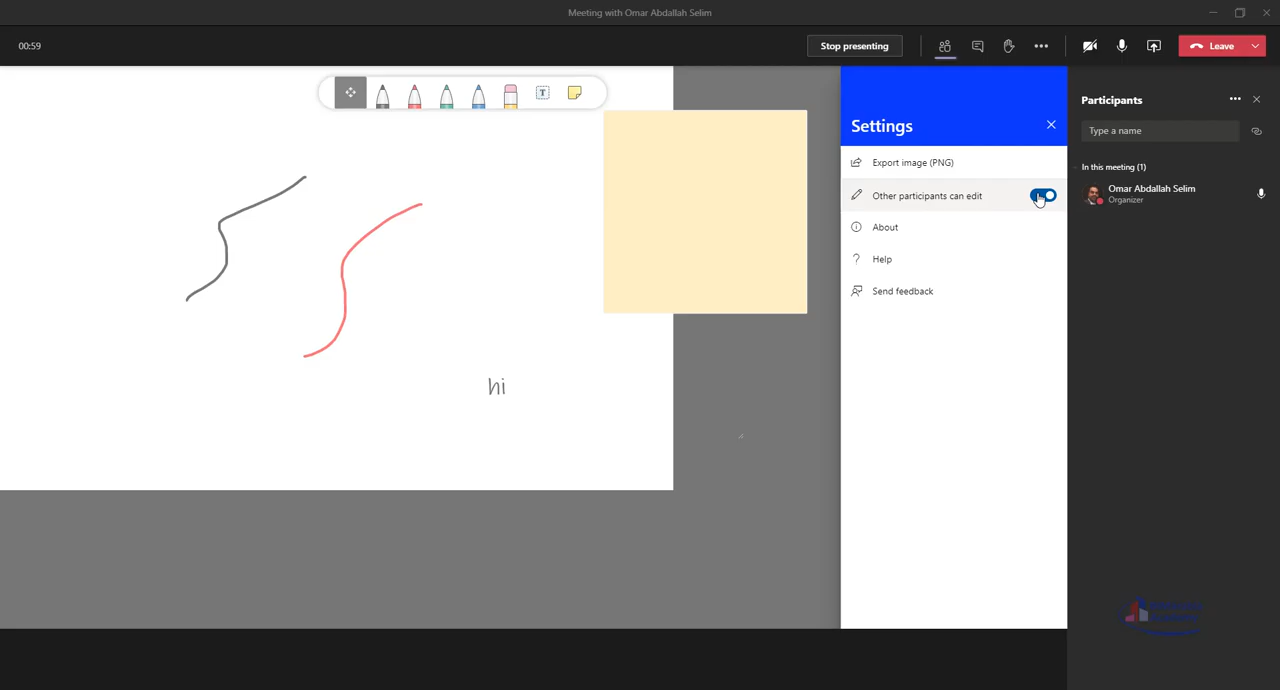 Meeting with Omar Abdallah Selim
00:59
Stop presenting
Leave
T
Settings
Export image (PNG)
Other participants can edit
About
Help
Send feedback
hi
Participants
Type a name
In this meeting (1)
Omar Abdallah Selim
Organizer